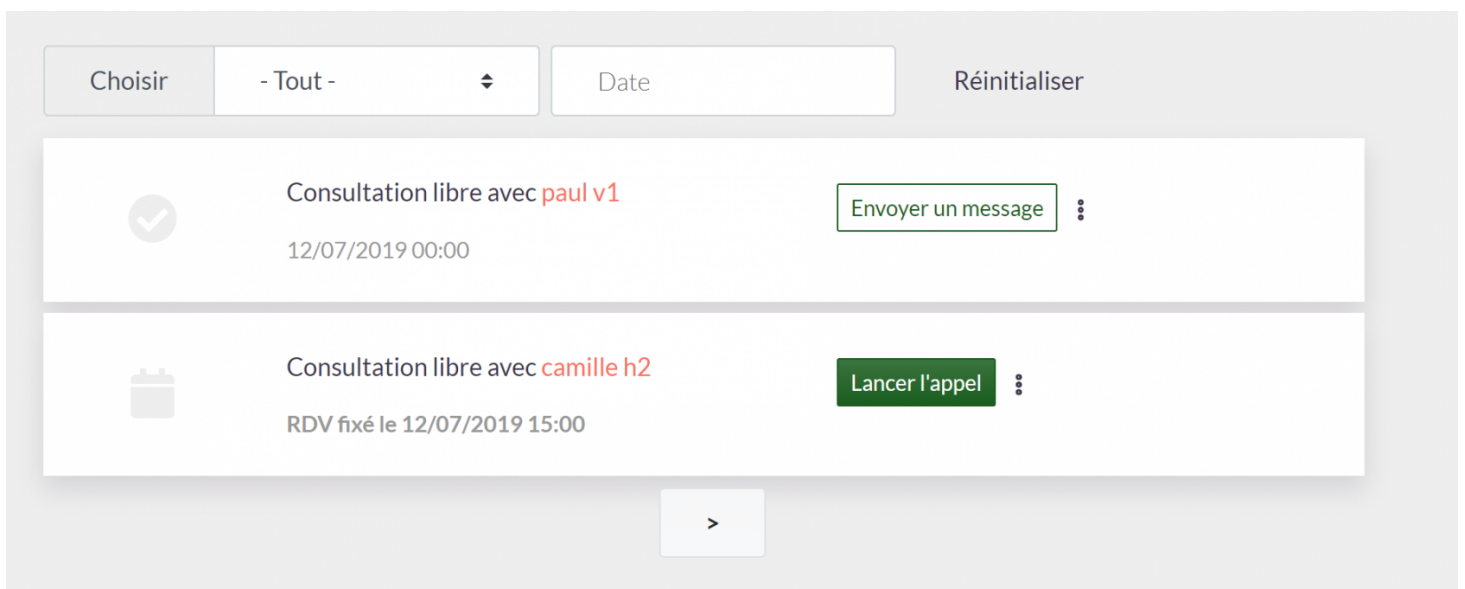 Choisir - Tout - Date Réinitialiser
Consultation libre avec paul v1
Envoyer un message
12/07/2019 00:00
Consultation libre avec camille h2
Lancer l'appel
RDV fixé le 12/07/2019 15:00
>